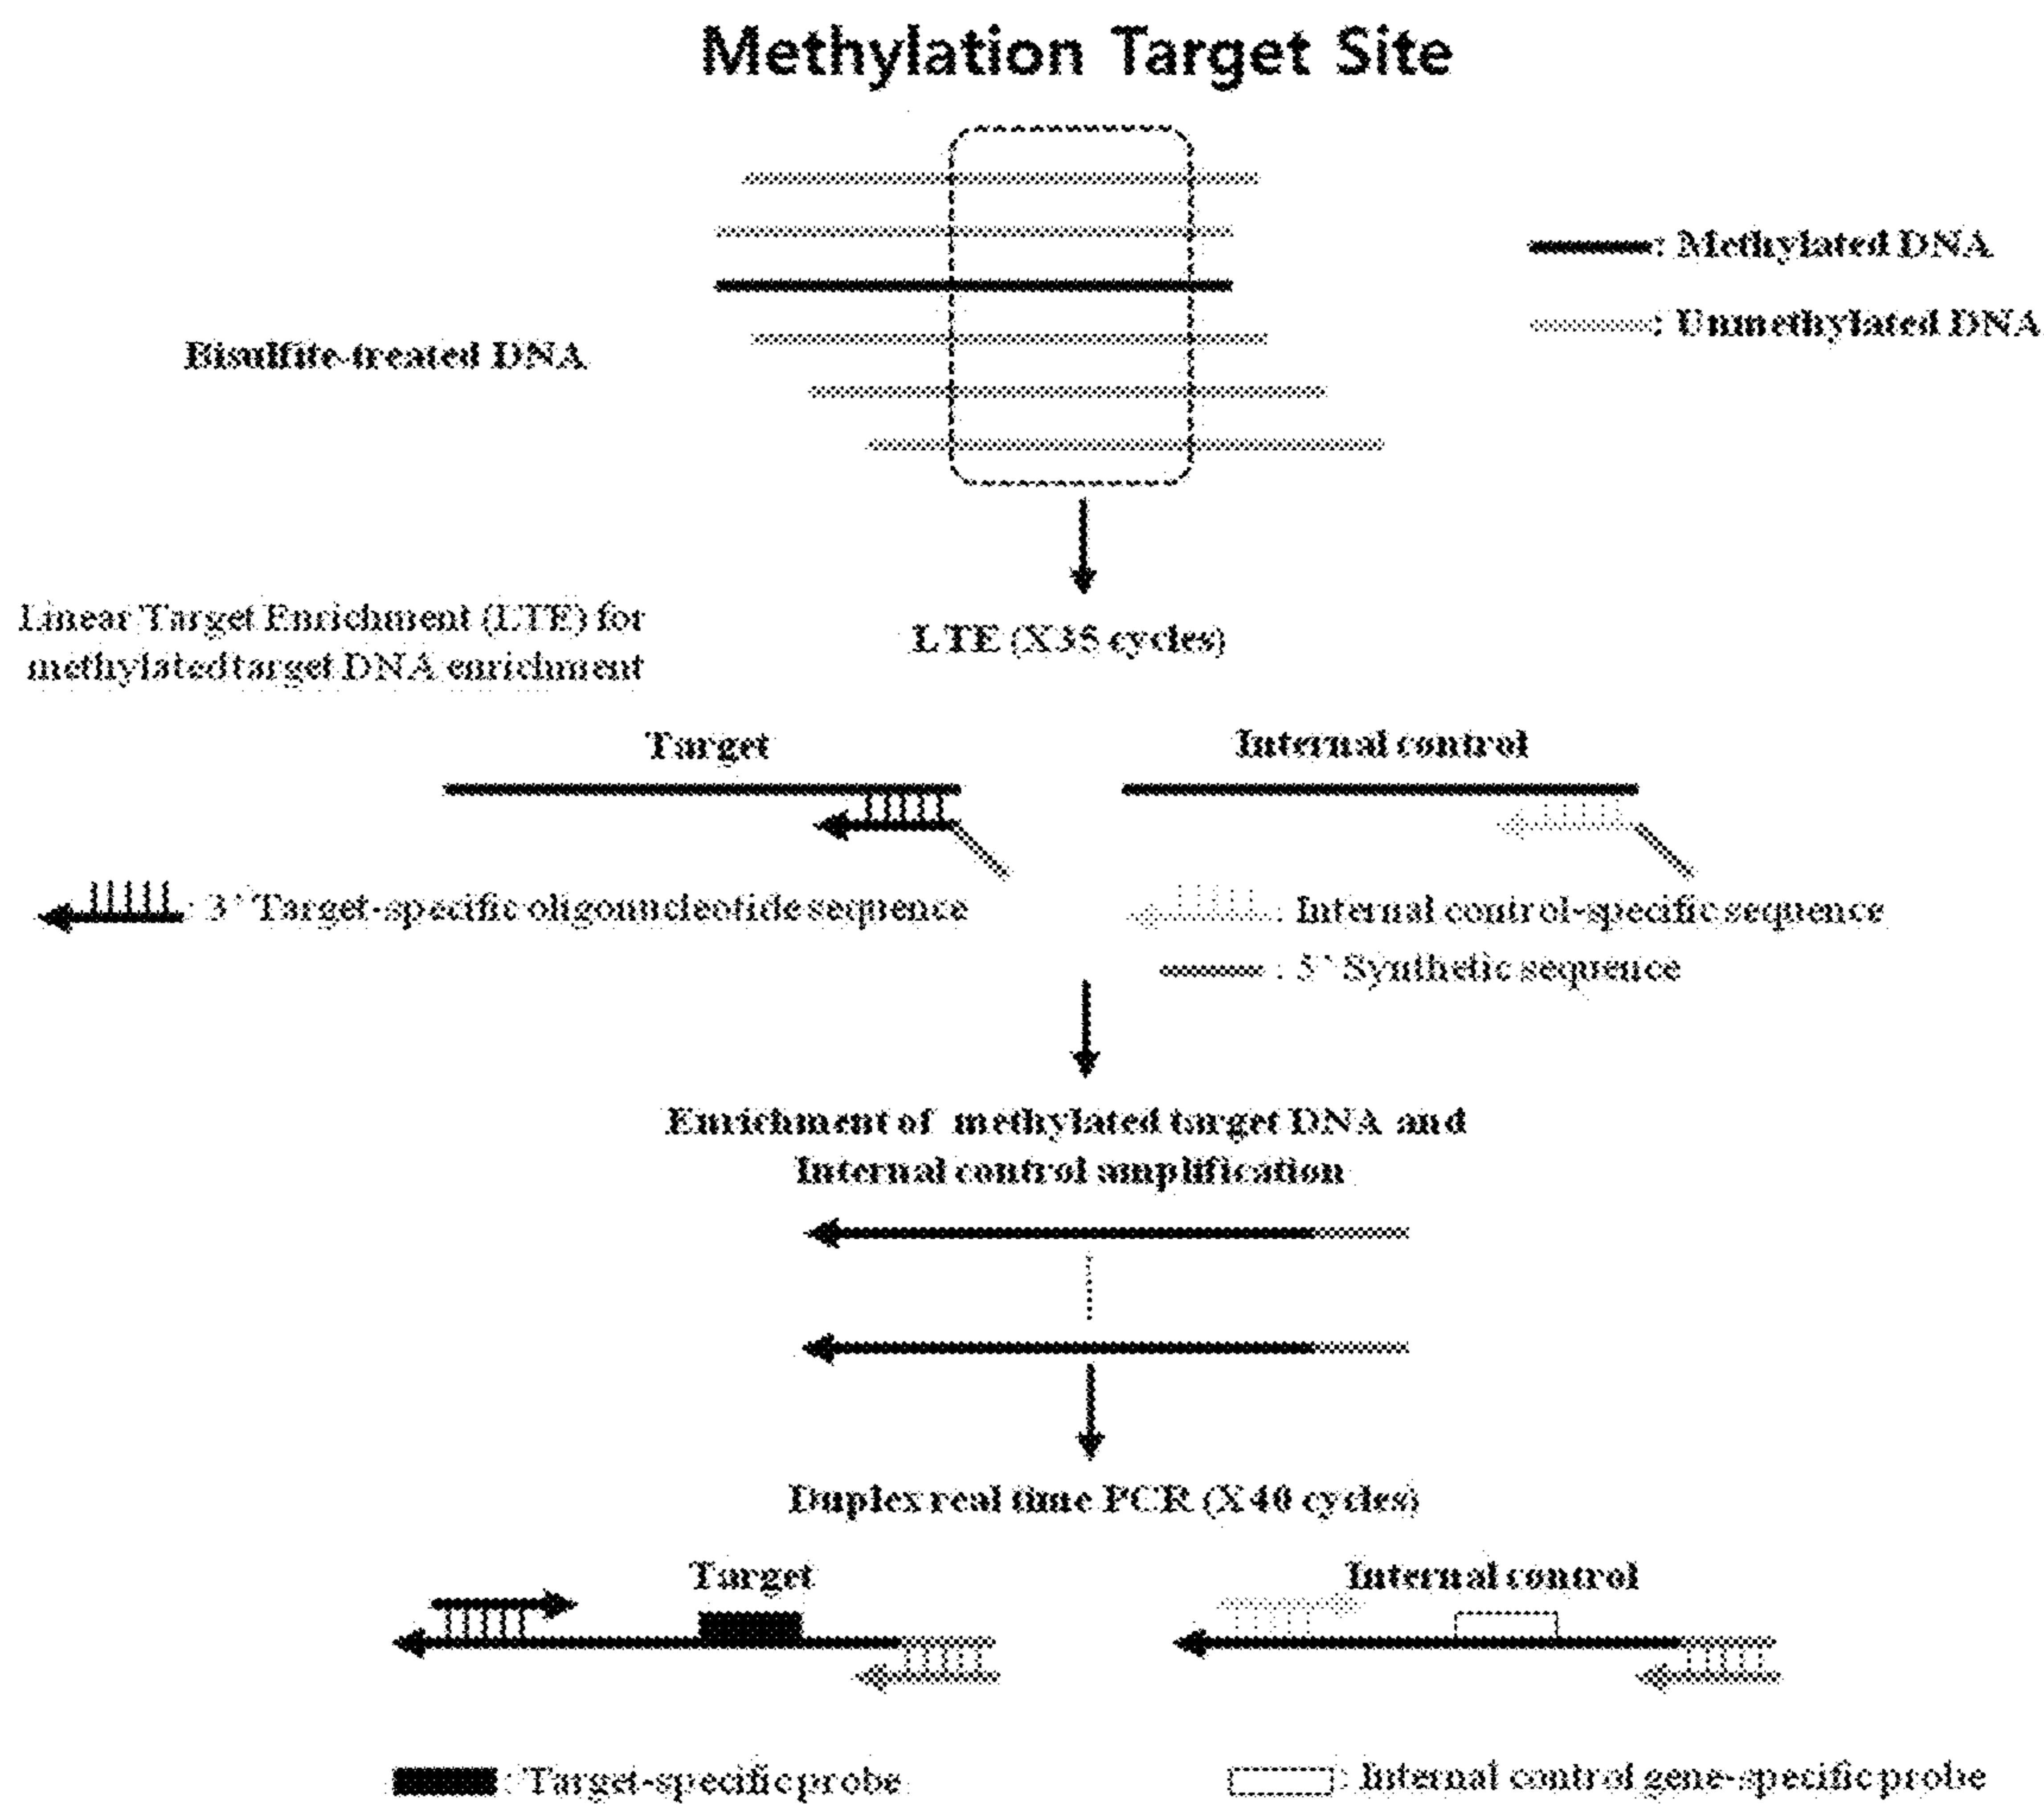 Methylation Target Site
: Methylated DNA
: Unmethylated DNA
Bisulfite-treated DNA
Linear Target Enrichment (LTE) for
methylated target DNA enrichment
LTE (X35 cycles)
Target
Internal control
: 3' Target-specific oligonucleotide sequence
: Internal control-specific sequence
: 5' Synthetic sequence
Enrichment of methylated target DNA and
Internal control amplification
Duplex real time PCR (X40 cycles)
Target
Internal control
: Target-specific probe
: Internal control gene-specific probe